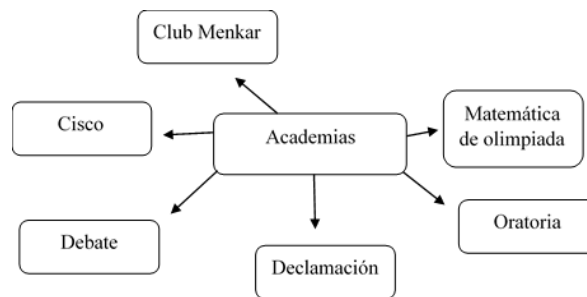 Club Menkar
Cisco
Academias
Matemática
de olimpiada
Debate
Declamación
Oratoria